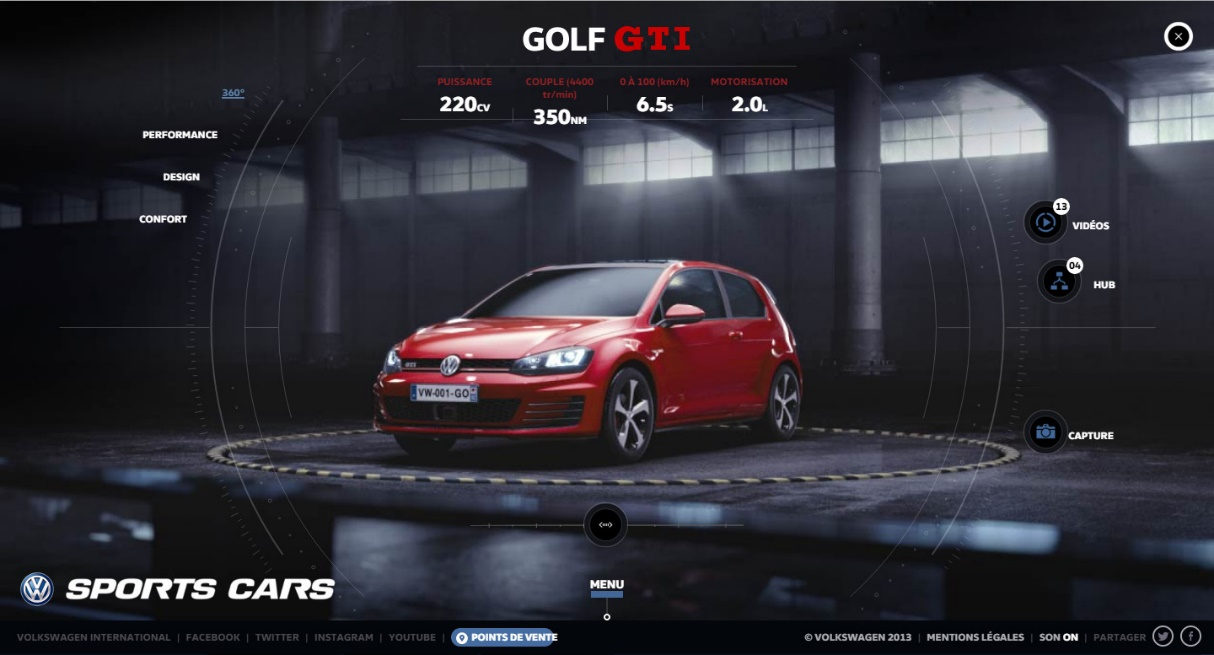 GOLF GTI
PUISSANCE
220CV
COUPLE (4400
tr/min)
350NM
0 À 100 (km/h)
6.5s
MOTORISATION
2.0L
360°
PERFORMANCE
DESIGN
CONFORT
13
VIDÉOS
04
HUB
VW-001-GO
CAPTURE
SPORTS CARS
MENU
VOLKSWAGEN INTERNATIONAL | FACEBOOK | TWITTER | INSTAGRAM | YOUTUBE | POINTS DE VENTE
© VOLKSWAGEN 2013 | MENTIONS LÉGALES | SON ON | PARTAGER